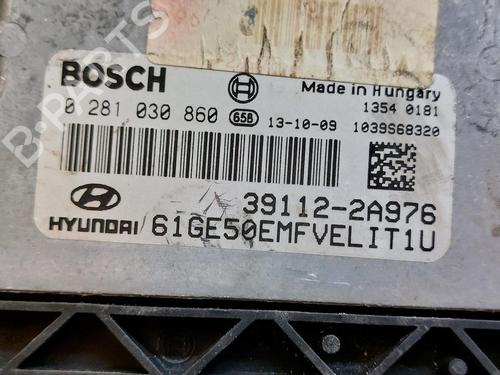 BOSCH
Made in Hungary
0 281 030 860 658 13-10-09
1354 0181
1039S68320
39112-2A976
HYUNDAI 61GE50EMFVELIT1U
B-PARTS